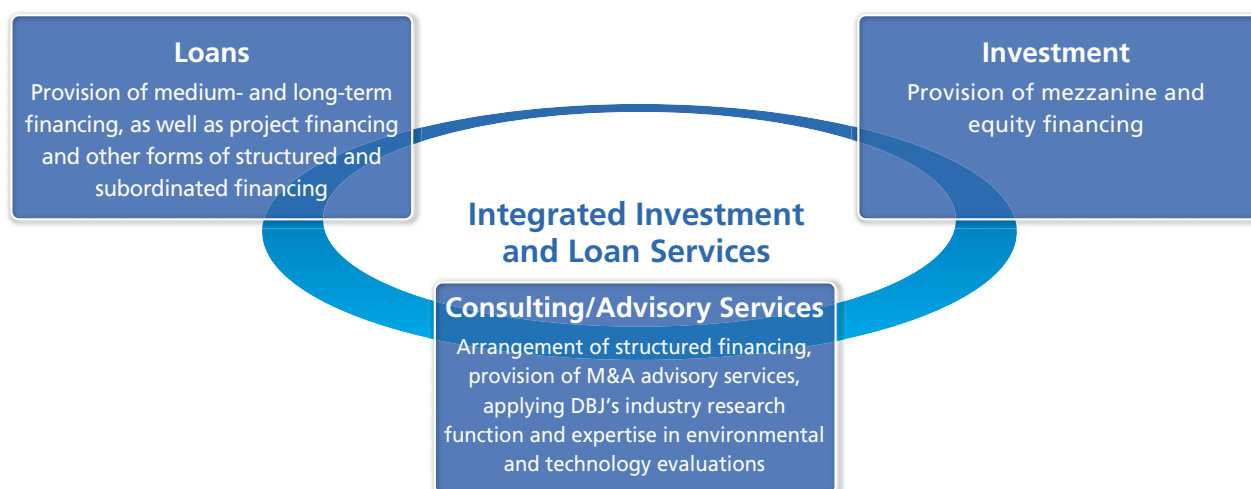 Loans
Provision of medium- and long-term
financing, as well as project financing
and other forms of structured and
subordinated financing
Investment
Provision of mezzanine and
equity financing
Integrated Investment
and Loan Services
Consulting/Advisory Services
Arrangement of structured financing,
provision of M&A advisory services,
applying DBJ's industry research
function and expertise in environmental
and technology evaluations